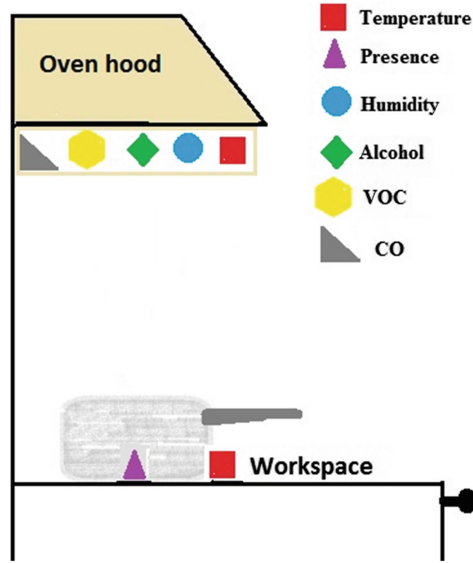 Oven hood
Temperature
Presence
Humidity
Alcohol
VOC
CO
Workspace